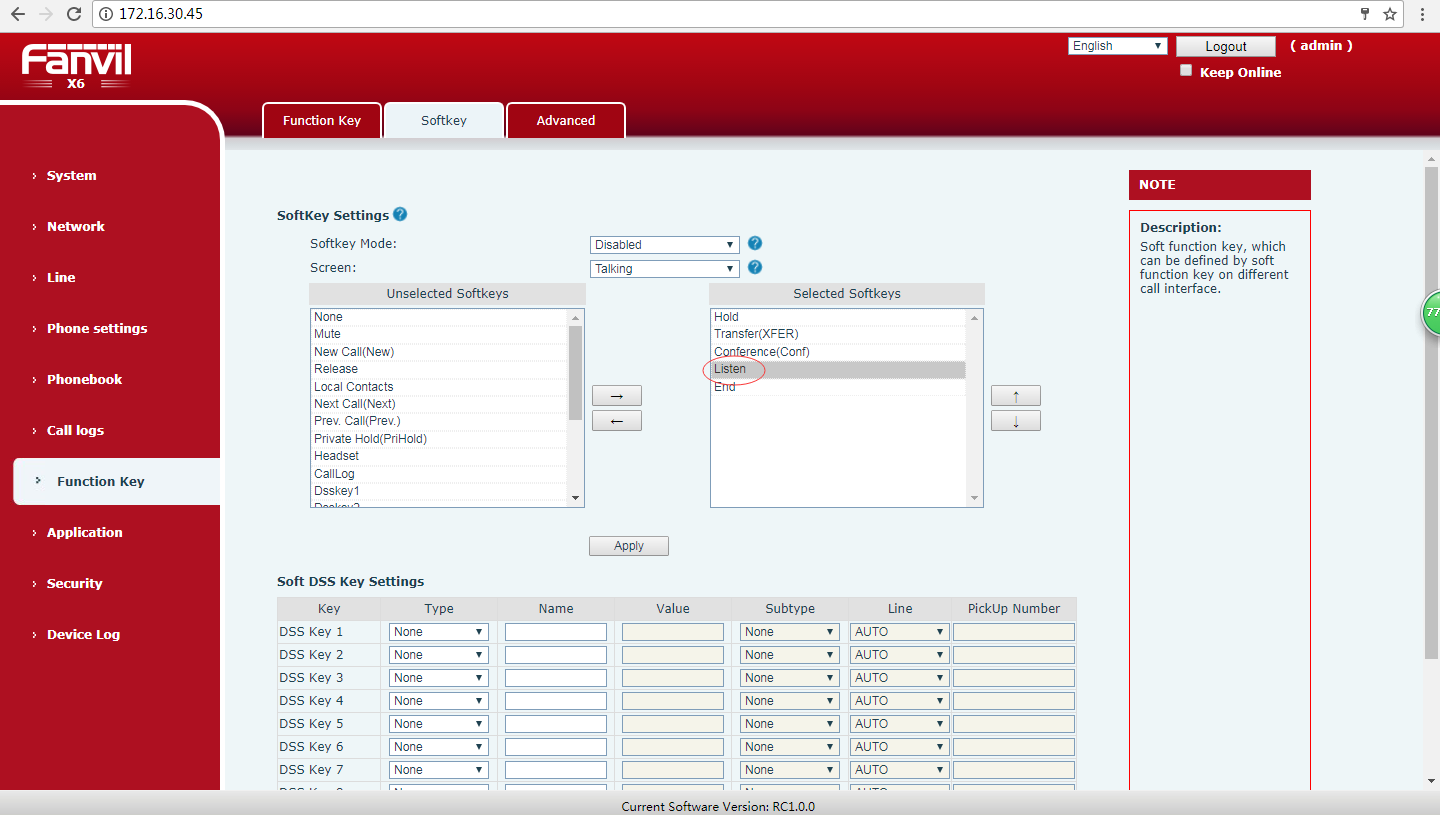 172.16.30.45
Fanvil
X6
English
Logout
( admin )
Keep Online
Function Key
Softkey
Advanced
System
Network
Line
Phone settings
Phonebook
Call logs
Function Key
Application
Security
Device Log
SoftKey Settings
Softkey Mode:
Disabled
Screen:
Talking
Unselected Softkeys
None
Mute
New Call(New)
Release
Local Contacts
Next Call(Next)
Prev. Call(Prev.)
Private Hold(PriHold)
Headset
CallLog
Dsskey1
Dsskey2
→
←
Selected Softkeys
Hold
Transfer(XFER)
Conference(Conf)
Listen
End
↑
↓
Apply
NOTE
Description:
Soft function key, which
can be defined by soft
function key on different
call interface.
77
Soft DSS Key Settings
Key Type Name Value Subtype Line PickUp Number
DSS Key 1 None None AUTO
DSS Key 2 None None AUTO
DSS Key 3 None None AUTO
DSS Key 4 None None AUTO
DSS Key 5 None None AUTO
DSS Key 6 None None AUTO
DSS Key 7 None None AUTO
Current Software Version: RC1.0.0